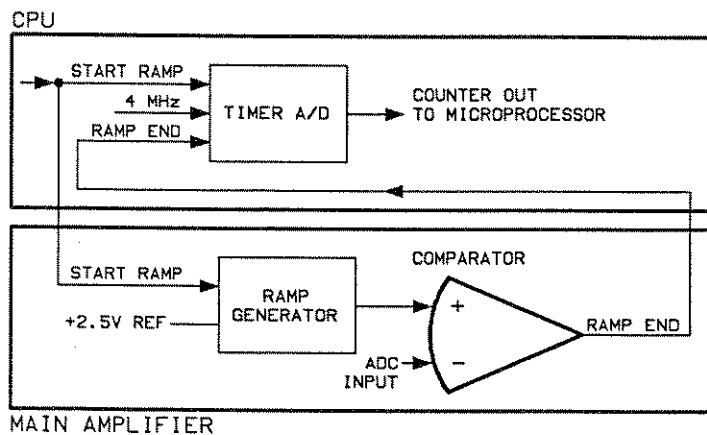 CPU
START RAMP
4 MHz
RAMP END
TIMER A/D
COUNTER OUT
TO MICROPROCESSOR
START RAMP
+2.5V REF
RAMP
GENERATOR
COMPARATOR
+
−
ADC
INPUT
RAMP END
MAIN AMPLIFIER